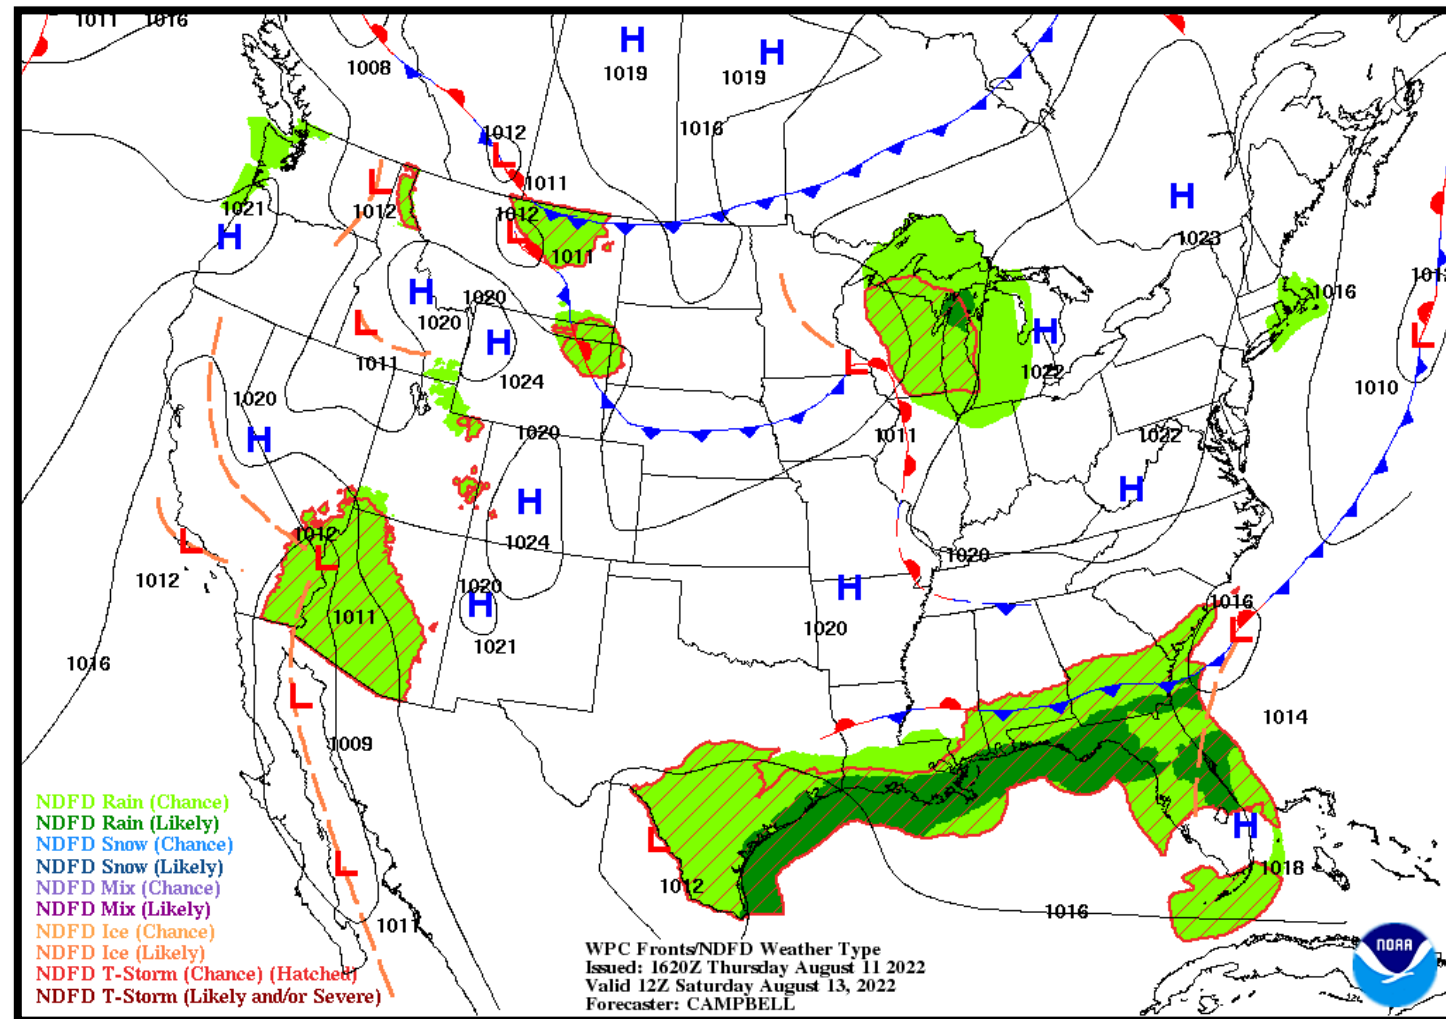 1011 1016
1008
H
1019
H
1019
1016
1012
L
1011
L
1012
1012
L
1011
1021
H
H
1020
1020
L
1011
H
1024
1020
H
1023
1016
1013
L
1010
H
1022
L
1011
1022
H
1020
H
1020
H
1024
1020
H
1021
L
1012
1012
L
1011
1016
L
1009
L
1011
H
1020
1020
1016
L
1014
H
1018
1016
L
1012
NDFD Rain (Chance)
NDFD Rain (Likely)
NDFD Snow (Chance)
NDFD Snow (Likely)
NDFD Mix (Chance)
NDFD Mix (Likely)
NDFD Ice (Chance)
NDFD Ice (Likely)
NDFD T-Storm (Chance) (Hatched)
NDFD T-Storm (Likely and/or Severe)
WPC Fronts/NDFD Weather Type
Issued: 1620Z Thursday August 11 2022
Valid 12Z Saturday August 13, 2022
Forecaster: CAMPBELL
NOAA